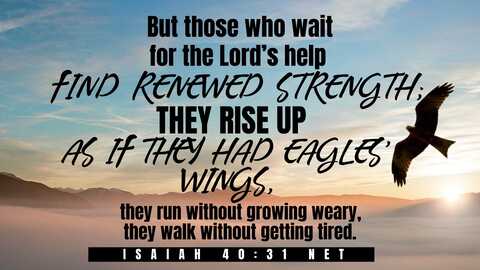 But those who wait
for the Lord’s help
FIND RENEWED STRENGTH;
THEY RISE UP
AS IF THEY HAD EAGLES’
WINGS,
they run without growing weary,
they walk without getting tired.
ISAIAH 40:31 NET